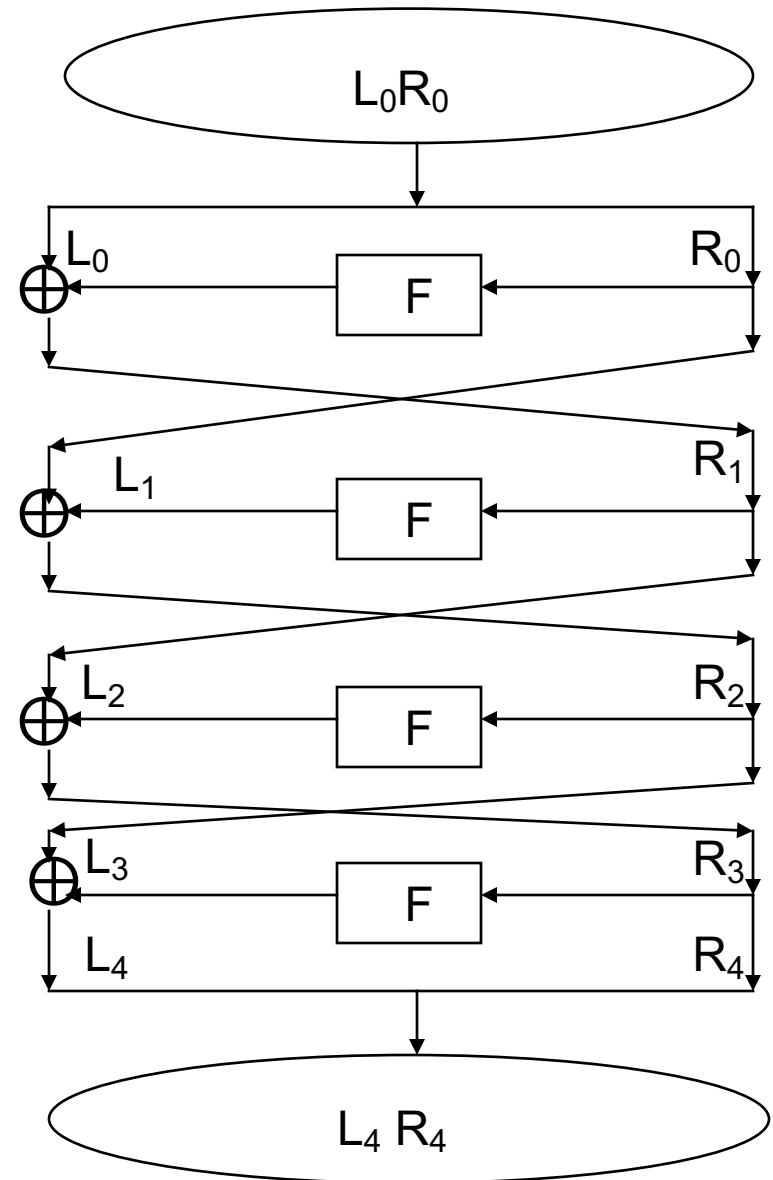 L₀R₀
L₀ R₀
F
L₁ R₁
F
L₂ R₂
F
L₃ R₃
F
L₄ R₄
L₄ R₄